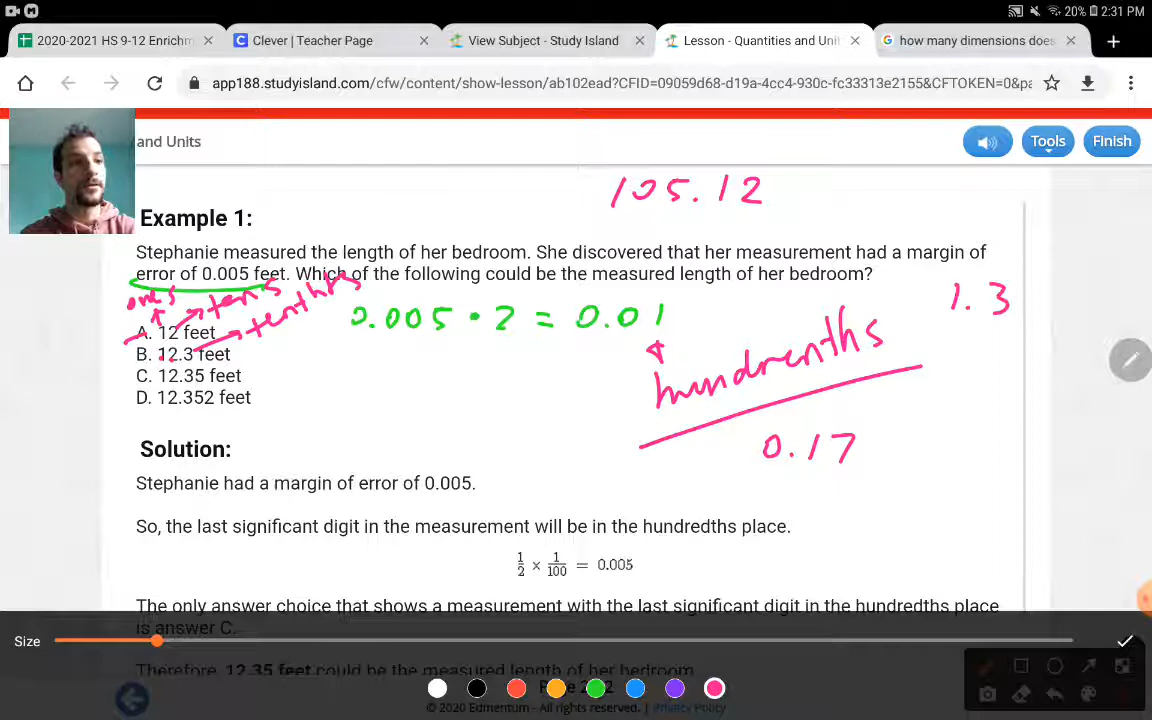 20% 2:31 PM
2020-2021 HS 9-12 Enrichm
Clever | Teacher Page
View Subject - Study Island
Lesson - Quantities and Unit
how many dimensions does
app188.studyisland.com/cfw/content/show-lesson/ab102ead?CFID=09059d68-d19a-4cc4-930c-fc33313e2155&CFTOKEN=0&pa
and Units
Tools
Finish
105.12
Example 1:
Stephanie measured the length of her bedroom. She discovered that her measurement had a margin of
error of 0.005 feet. Which of the following could be the measured length of her bedroom?
ones
tens
tenths
0.005 • 2 = 0.01
1.3
A. 12 feet
B. 12.3 feet
C. 12.35 feet
D. 12.352 feet
hundrenths
0.17
Solution:
Stephanie had a margin of error of 0.005.
So, the last significant digit in the measurement will be in the hundredths place.
1/2 × 1/100 = 0.005
The only answer choice that shows a measurement with the last significant digit in the hundredths place
is answer C.
Size
Therefore, 12.35 feet could be the measured length of her bedroom.
© 2020 Edmentum - All rights reserved. | Privacy Policy